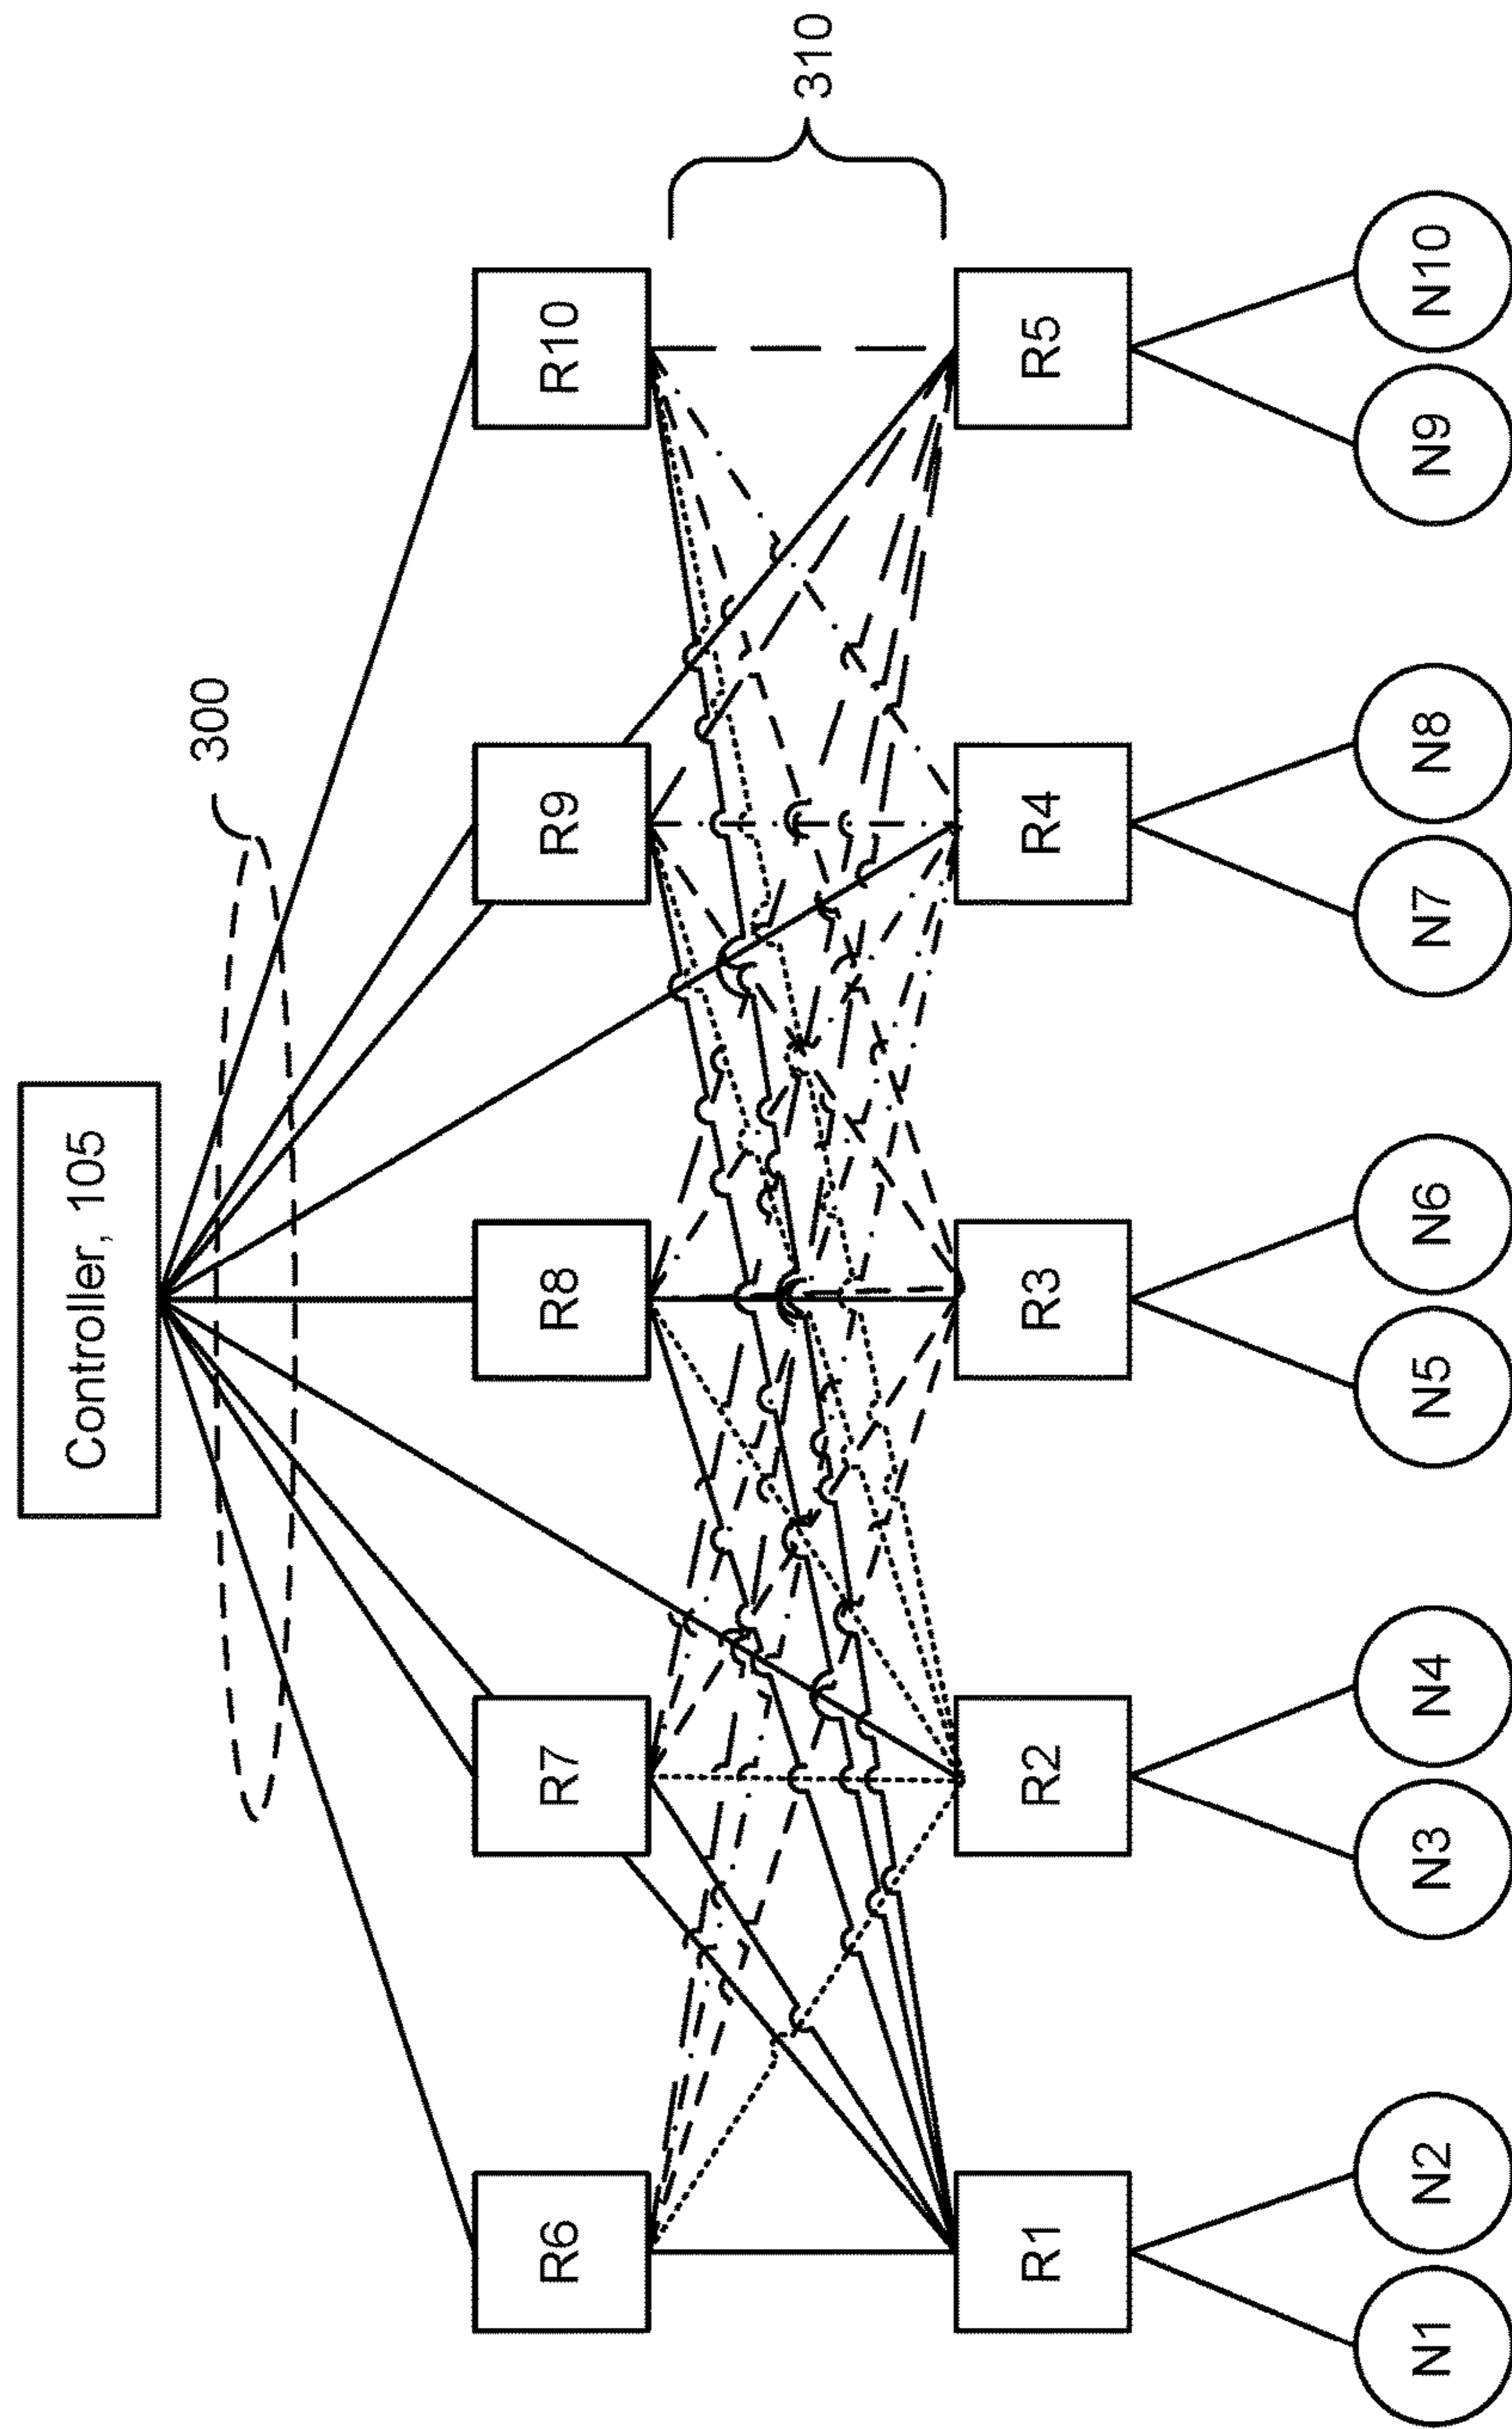 Controller, 105
300
R6
R7
R8
R9
R10
310
R1
R2
R3
R4
R5
N1
N2
N3
N4
N5
N6
N7
N8
N9
N10